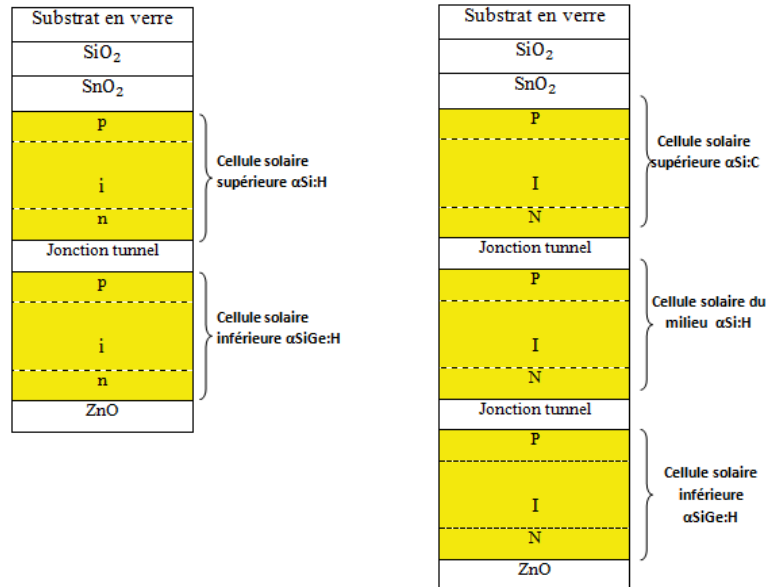 Substrat en verre
SiO₂
SnO₂
p
i
n
Cellule solaire
supérieure αSi:H
Jonction tunnel
p
i
n
Cellule solaire
inférieure αSiGe:H
ZnO
Substrat en verre
SiO₂
SnO₂
P
I
N
Cellule solaire
supérieure αSi:C
Jonction tunnel
P
I
N
Cellule solaire du
milieu αSi:H
Jonction tunnel
P
I
N
Cellule solaire
inférieure
αSiGe:H
ZnO